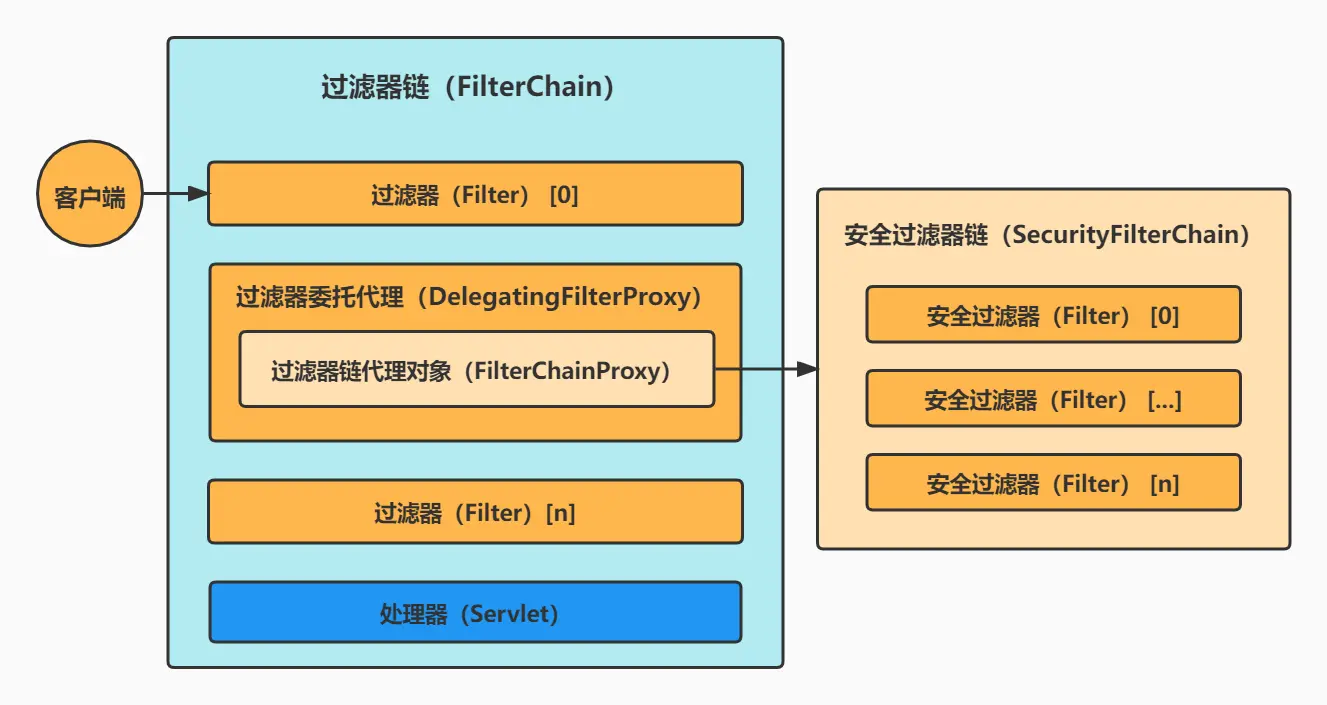 过滤器链（FilterChain）
客户端
过滤器（Filter） [0]
过滤器委托代理（DelegatingFilterProxy）
过滤器链代理对象（FilterChainProxy）
过滤器（Filter）[n]
处理器（Servlet）
安全过滤器链（SecurityFilterChain）
安全过滤器（Filter） [0]
安全过滤器（Filter） [...]
安全过滤器（Filter） [n]